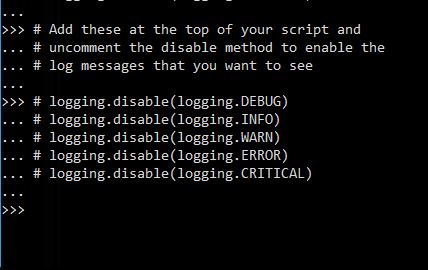 ...
>>> # Add these at the top of your script and
... # uncomment the disable method to enable the
... # log messages that you want to see
...
>>> # logging.disable(logging.DEBUG)
... # logging.disable(logging.INFO)
... # logging.disable(logging.WARN)
... # logging.disable(logging.ERROR)
... # logging.disable(logging.CRITICAL)
...
>>>